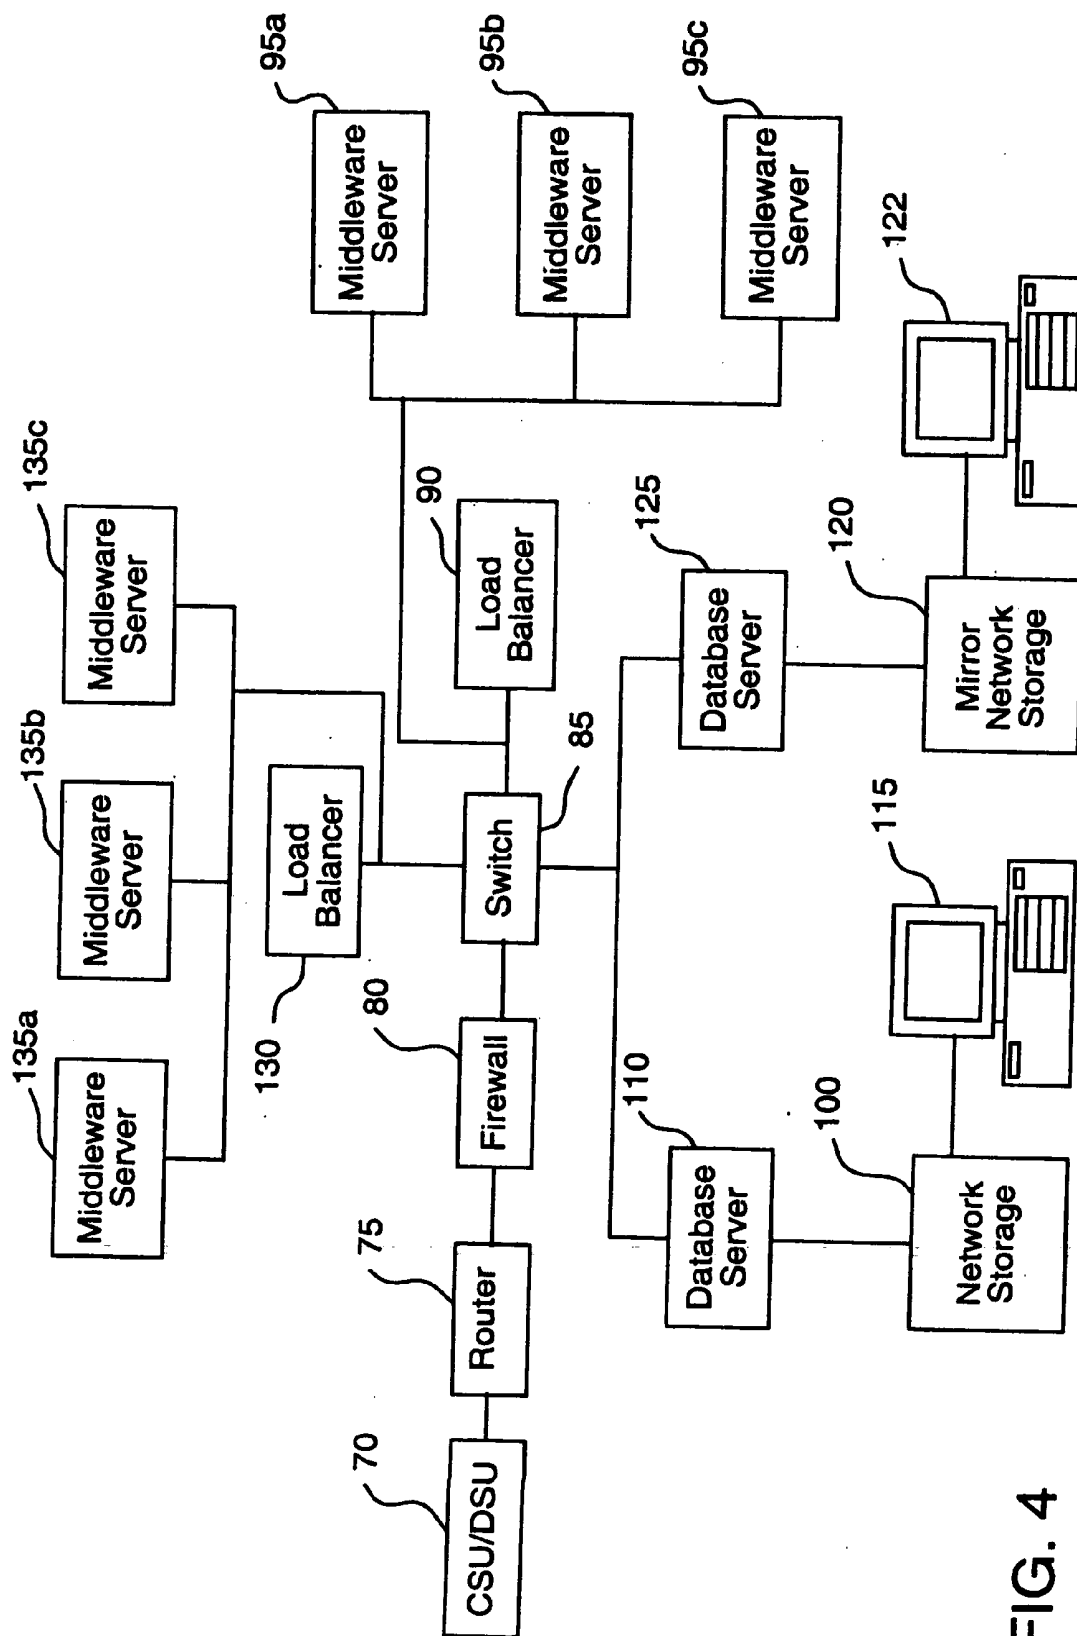 135a
Middleware
Server
135b
Middleware
Server
135c
Middleware
Server
95a
Middleware
Server
95b
Middleware
Server
95c
Middleware
Server
130
Load
Balancer
90
Load
Balancer
70
CSU/DSU
75
Router
80
Firewall
Switch
85
110
Database
Server
125
Database
Server
100
Network
Storage
115
120
Mirror
Network
Storage
122
FIG. 4